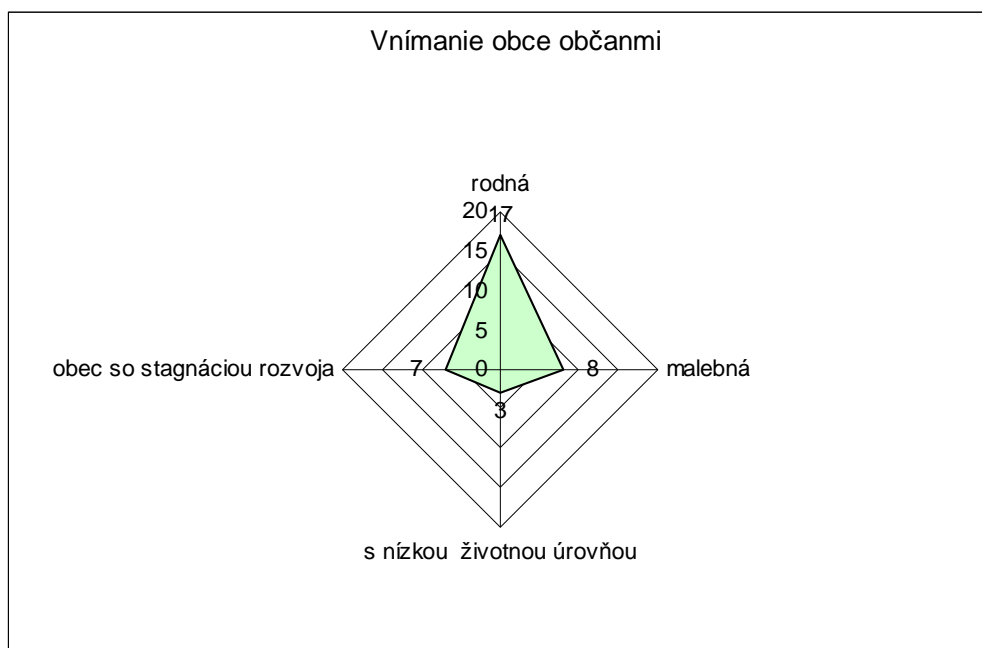 Vnímanie obce občanmi
rodná
20
17
15
10
5
obec so stagnáciou rozvoja
7
0
8
malebná
3
s nízkou  životnou úrovňou